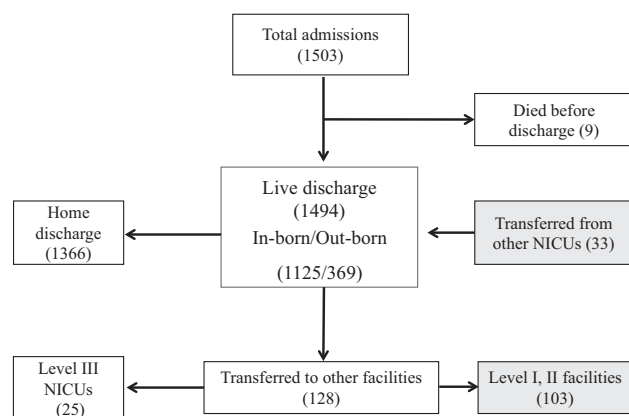 Total admissions
(1503)
Died before
discharge (9)
Live discharge
(1494)
In-born/Out-born
(1125/369)
Home
discharge
(1366)
Transferred from
other NICUs (33)
Level III
NICUs
(25)
Transferred to other facilities
(128)
Level I, II facilities
(103)